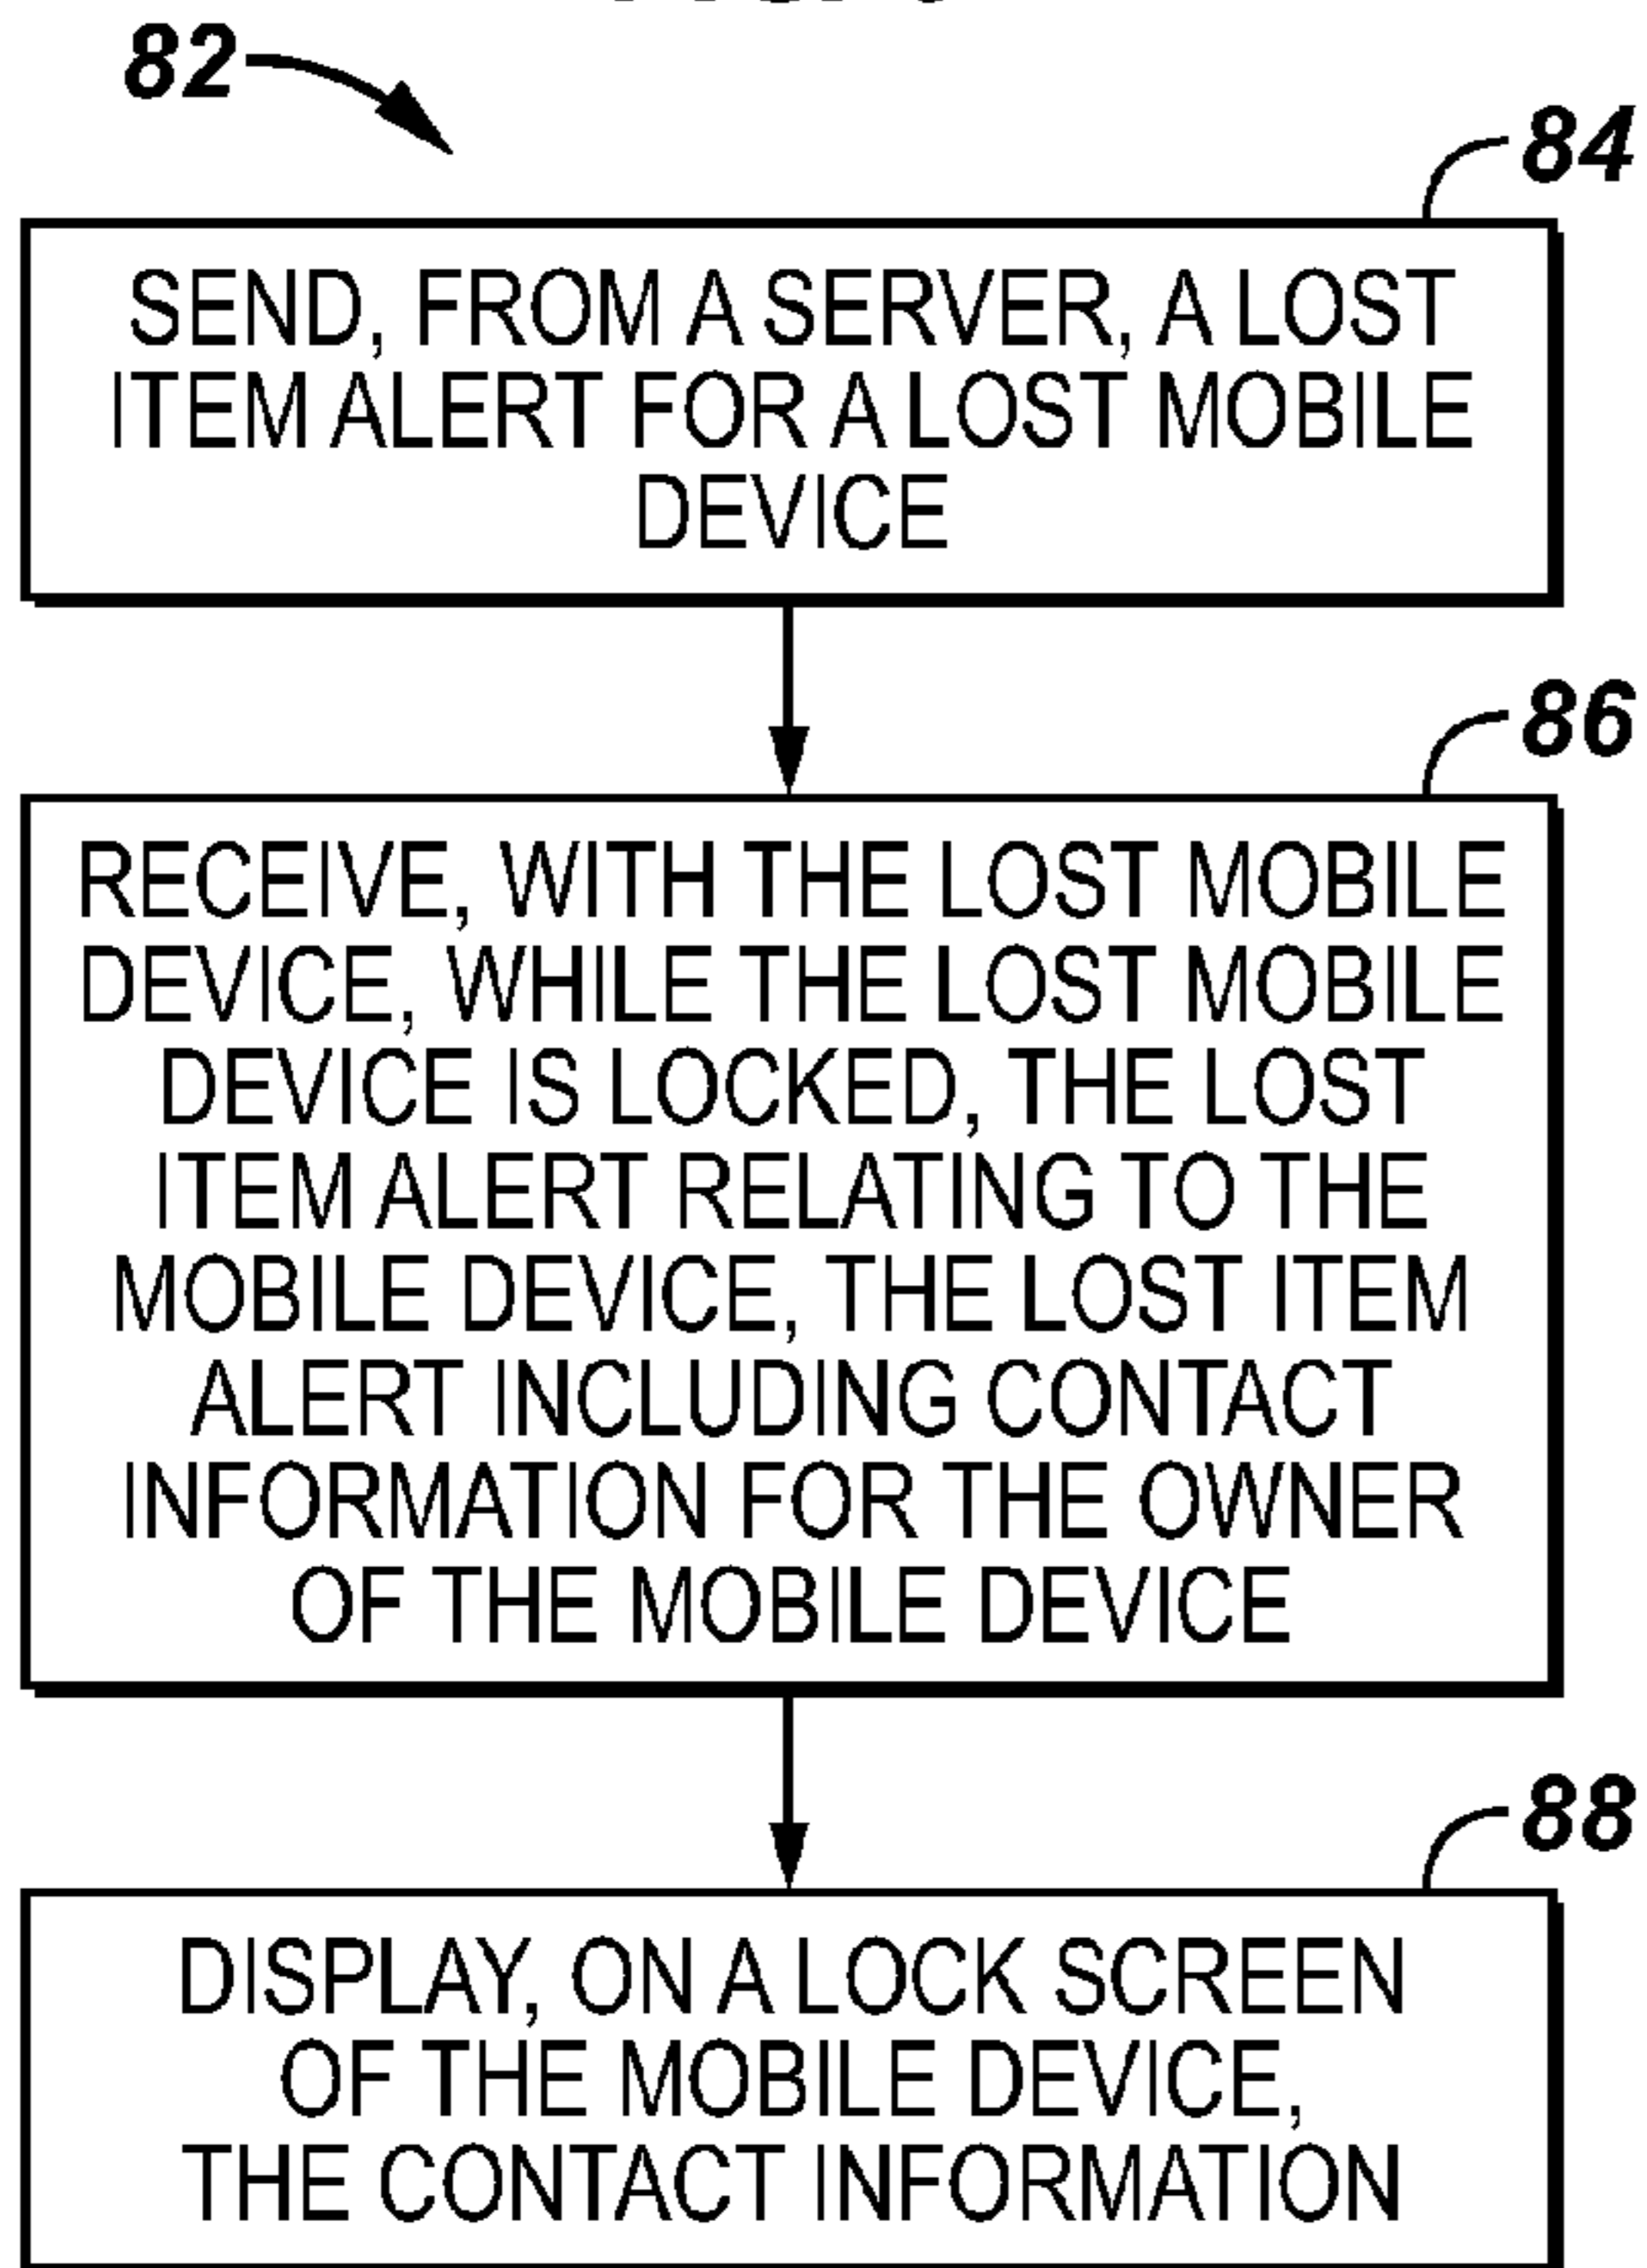 82
84
SEND, FROM A SERVER, A LOST
ITEM ALERT FOR A LOST MOBILE
DEVICE
86
RECEIVE, WITH THE LOST MOBILE
DEVICE, WHILE THE LOST MOBILE
DEVICE IS LOCKED, THE LOST
ITEM ALERT RELATING TO THE
MOBILE DEVICE, THE LOST ITEM
ALERT INCLUDING CONTACT
INFORMATION FOR THE OWNER
OF THE MOBILE DEVICE
88
DISPLAY, ON A LOCK SCREEN
OF THE MOBILE DEVICE,
THE CONTACT INFORMATION